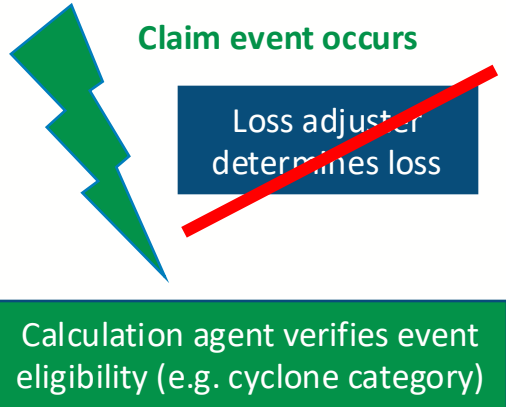 Claim event occurs
Loss adjuster
determines loss
Calculation agent verifies event
eligibility (e.g. cyclone category)